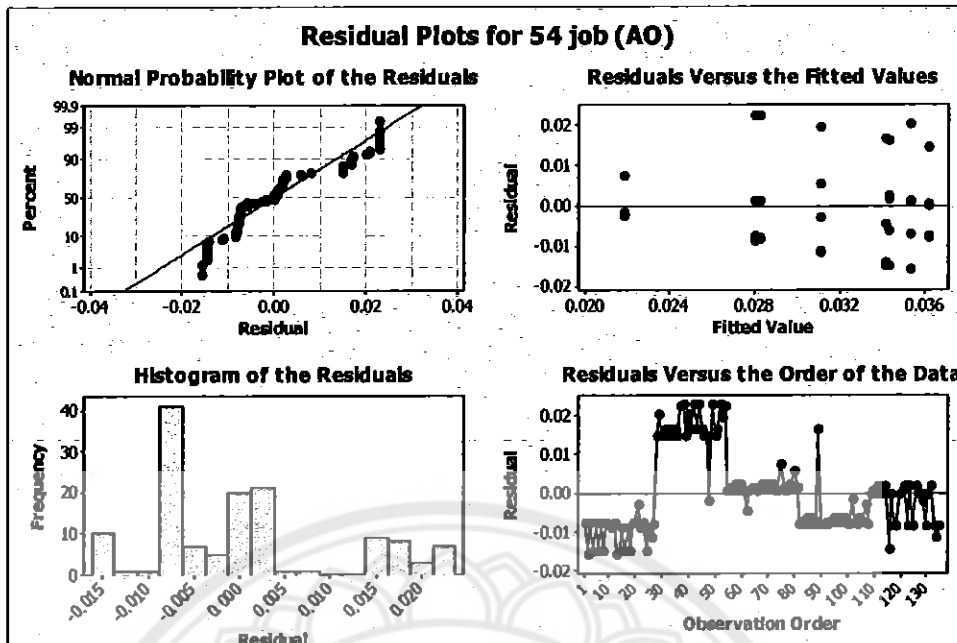 Residual Plots for 54 job (AO)
Normal Probability Plot of the Residuals
99.9
99
90
50
10
1
0.1
Percent
-0.04 -0.02 0.00 0.02 0.04
Residual
Residuals Versus the Fitted Values
0.02
0.01
0.00
-0.01
-0.02
Residual
0.020 0.024 0.028 0.032 0.036
Fitted Value
Histogram of the Residuals
40
30
20
10
0
Frequency
-0.015 -0.010 -0.005 0.000 0.005 0.010 0.015 0.020
Residual
Residuals Versus the Order of the Data
0.02
0.01
0.00
-0.01
-0.02
Residual
1 10 20 30 40 50 60 70 80 90 100 110 120 130
Observation Order